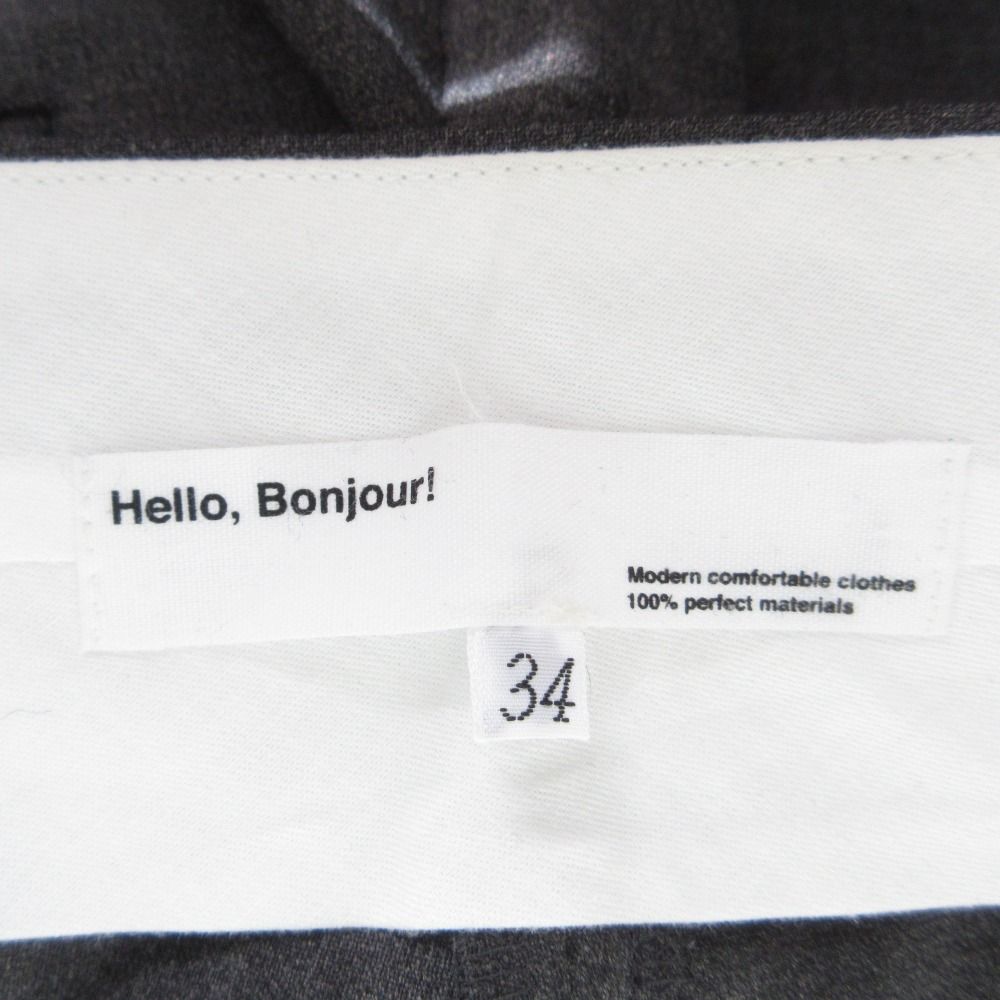 Hello, Bonjour!
Modern comfortable clothes
100% perfect materials
34